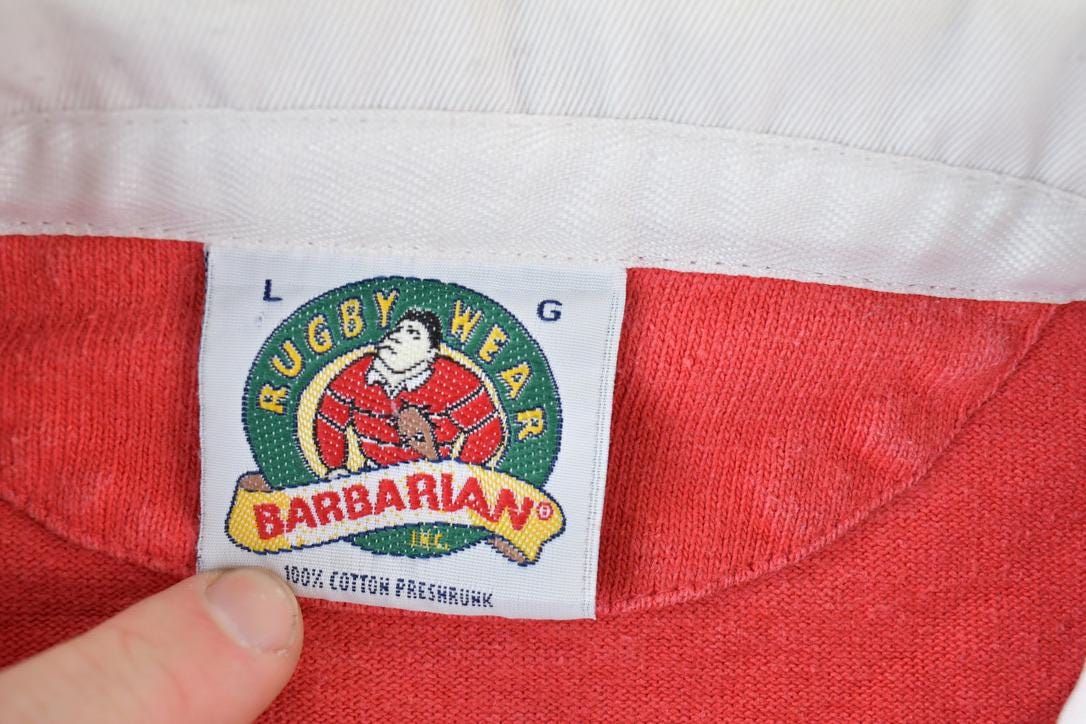 L G
RUGBY WEAR
BARBARIAN®
INC.
100% COTTON PRESHRUNK